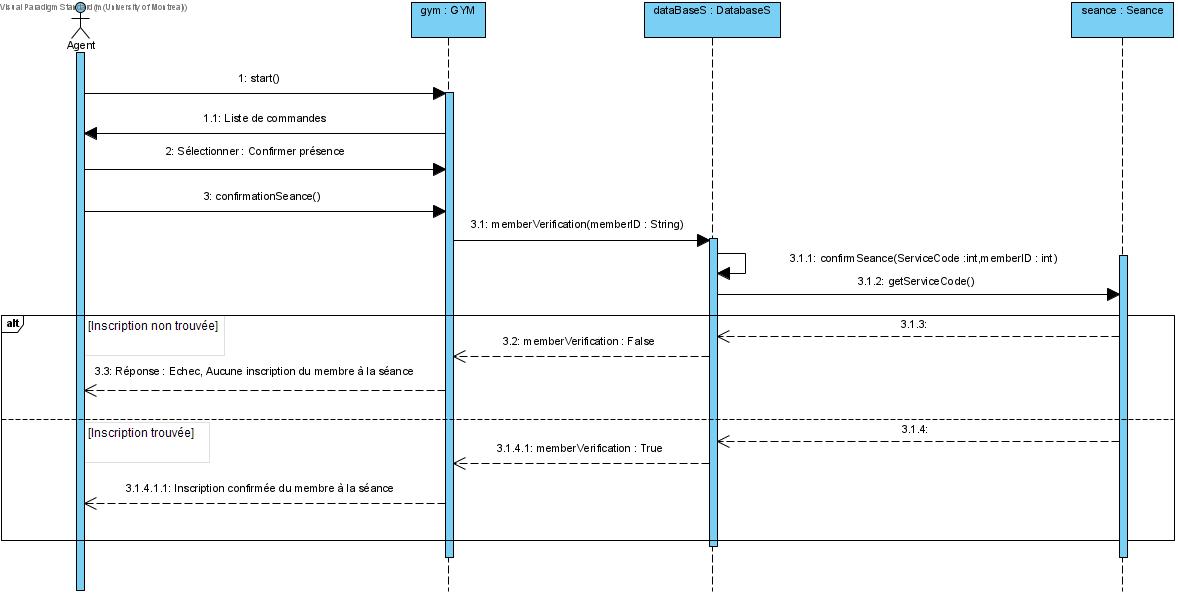 Visual Paradigm Standard(m(University of Montreal))
gym : GYM
dataBaseS : DatabaseS
seance : Seance
Agent
1: start()
1.1: Liste de commandes
2: Sélectionner : Confirmer présence
3: confirmationSeance()
3.1: memberVerification(memberID : String)
3.1.1: confirmSeance(ServiceCode :int,memberID : int)
3.1.2: getServiceCode()
alt
[Inscription non trouvée]
3.1.3:
3.2: memberVerification : False
3.3: Réponse : Echec, Aucune inscription du membre à la séance
[Inscription trouvée]
3.1.4:
3.1.4.1: memberVerification : True
3.1.4.1.1: Inscription confirmée du membre à la séance